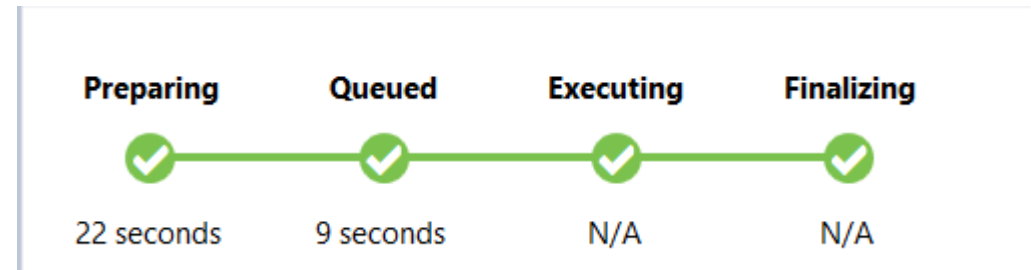 Preparing Queued Executing Finalizing
22 seconds 9 seconds N/A N/A